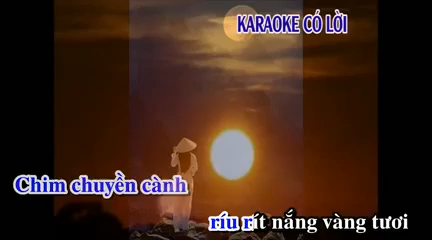 KARAOKE CÓ LỜI
Chim chuyền cành
ríu rít nắng vàng tươi